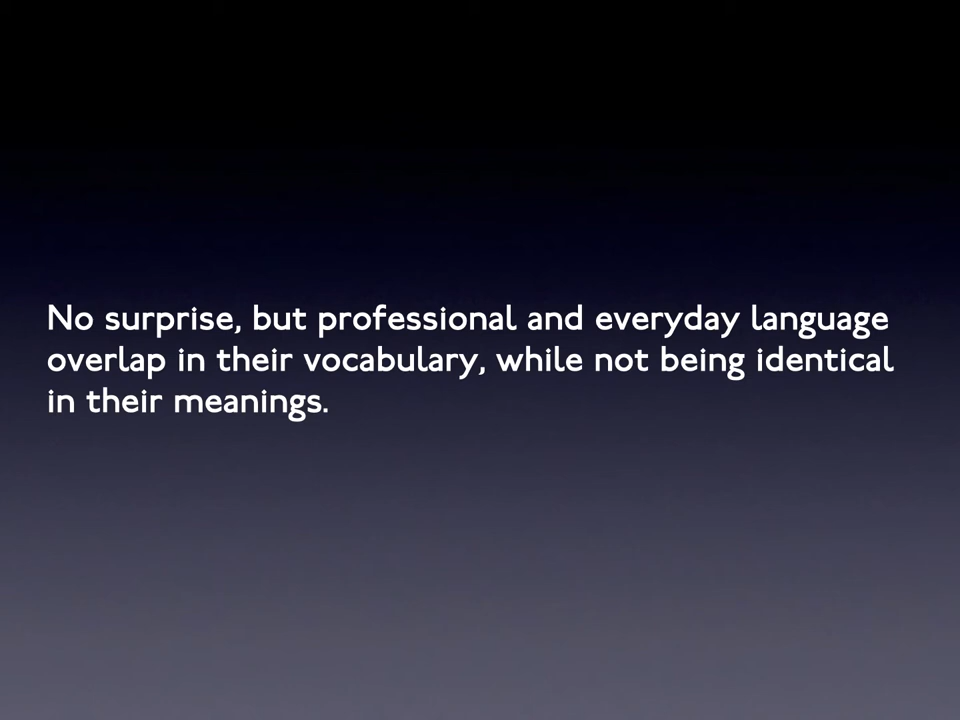 No surprise, but professional and everyday language
overlap in their vocabulary, while not being identical
in their meanings.